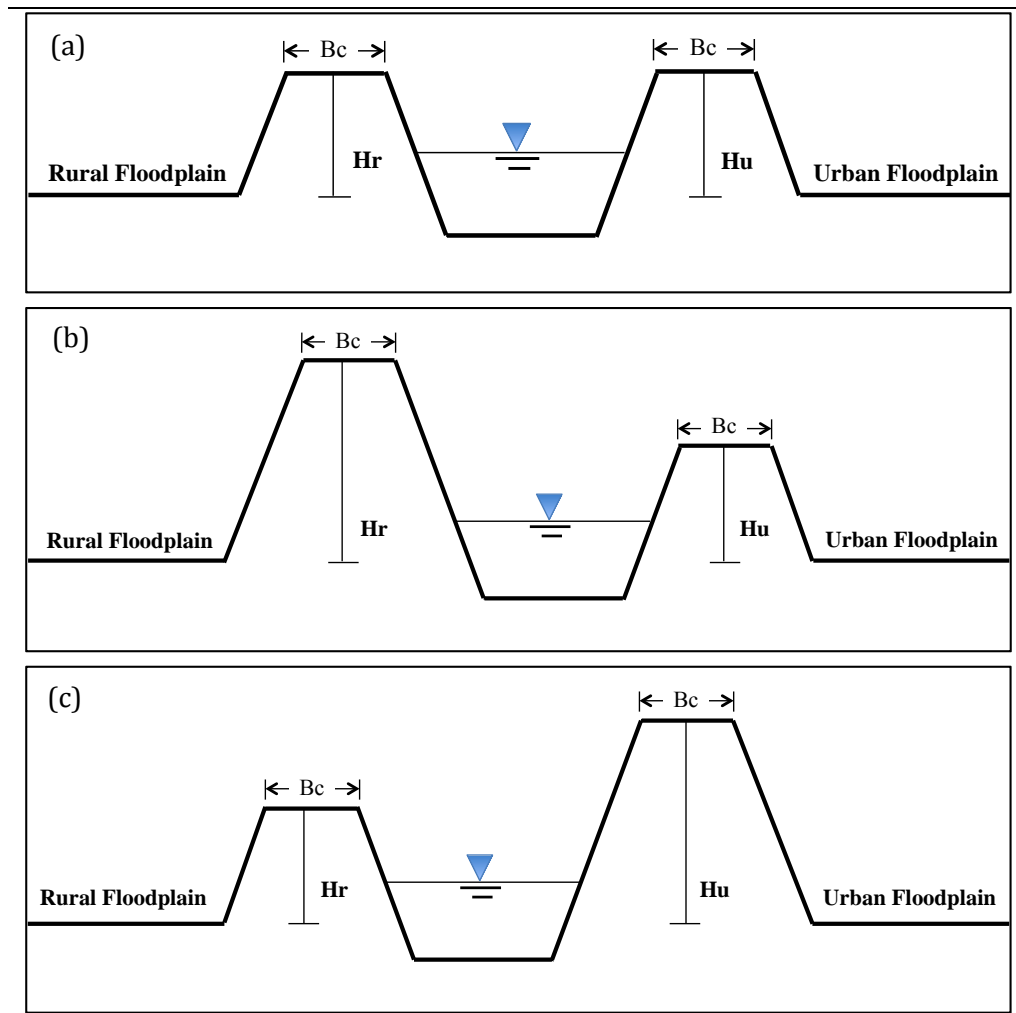 (a)
Bc
Bc
Rural Floodplain
Hr
Hu
Urban Floodplain
(b)
Bc
Bc
Rural Floodplain
Hr
Hu
Urban Floodplain
(c)
Bc
Bc
Rural Floodplain
Hr
Hu
Urban Floodplain